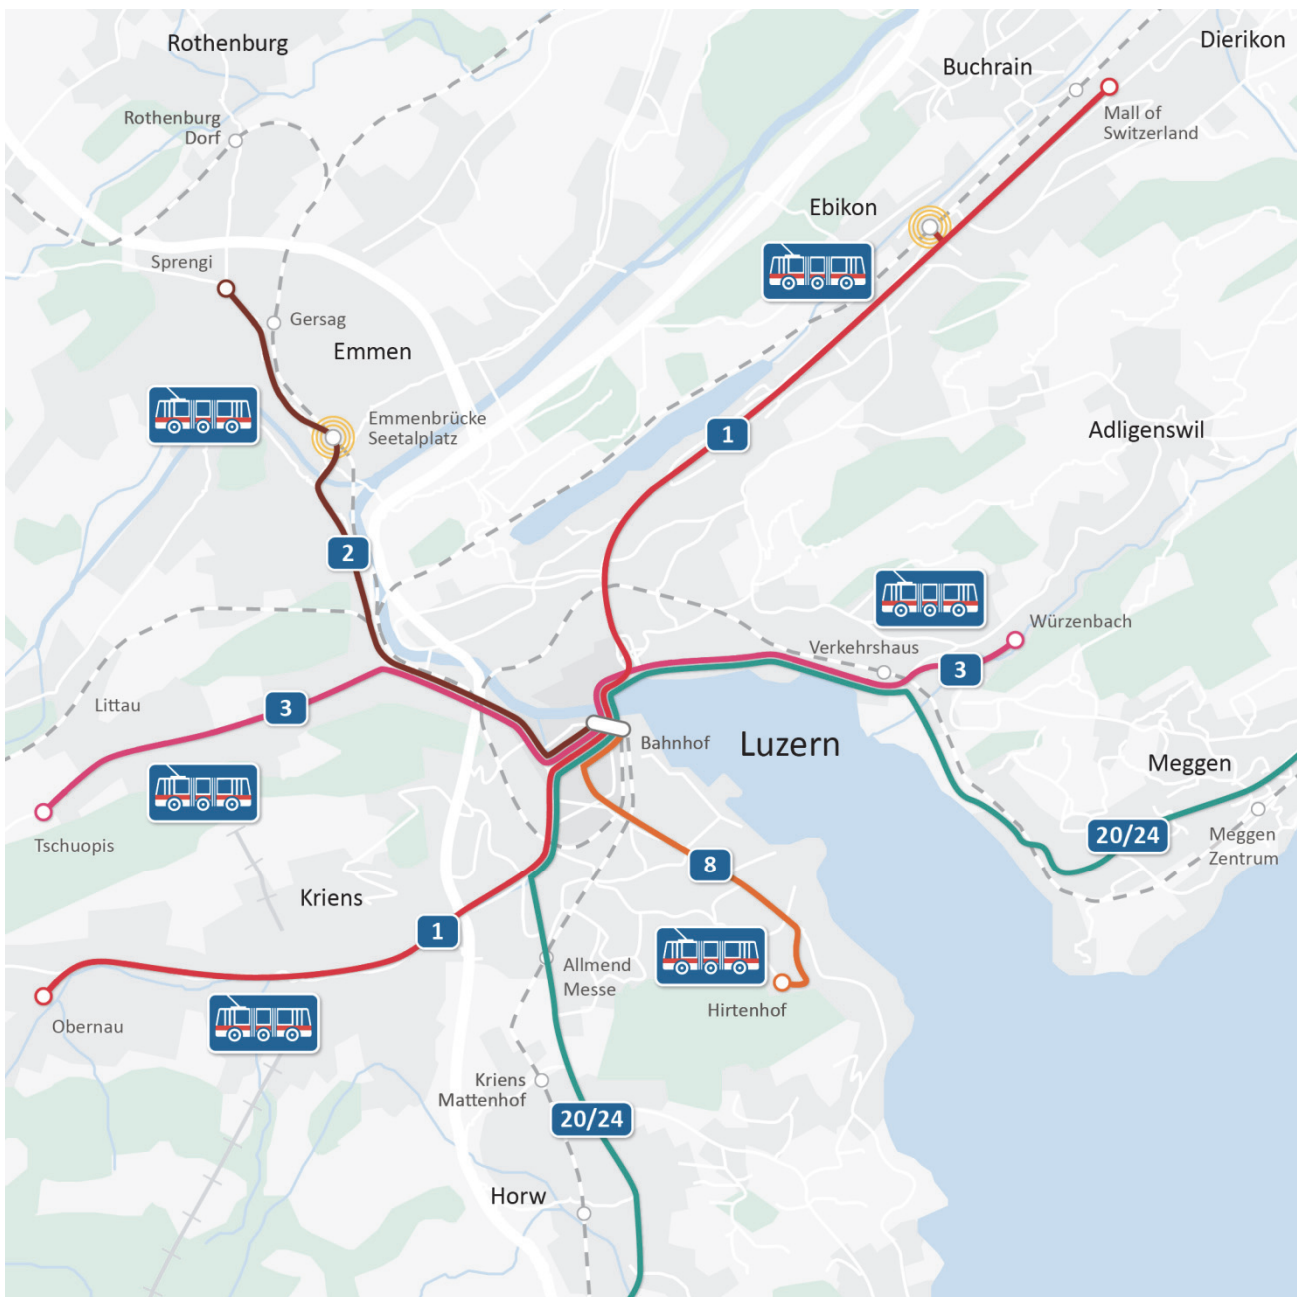 Rothenburg
Dierikon
Buchrain
Rothenburg
Dorf
Mall of
Switzerland
Ebikon
Sprengi
Gersag
Emmen
Emmenbrücke
Seetalplatz
1
Adligenswil
2
Würzenbach
Verkehrshaus
3
Littau
3
Bahnhof
Luzern
Meggen
Tschuopis
20/24
Meggen
Zentrum
8
Kriens
1
Allmend
Messe
Hirtenhof
Obernau
Kriens
Mattenhof
20/24
Horw